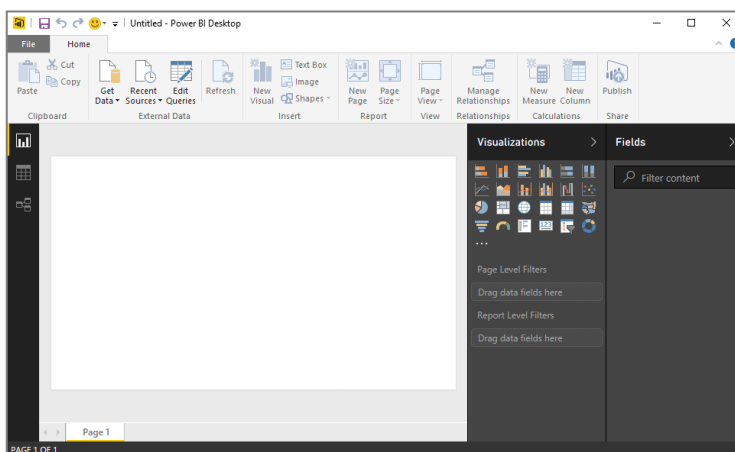 Untitled - Power BI Desktop
File Home
Paste
Cut
Copy
Get Data
Recent Sources
Edit Queries
Refresh
New Visual
Text Box
Image
Shapes
New Page
Page Size
Page View
Manage Relationships
New Measure
New Column
Publish
Clipboard External Data Insert Report View Relationships Calculations Share
Visualizations
Fields
Filter content
123
...
Page Level Filters
Drag data fields here
Report Level Filters
Drag data fields here
Page 1
PAGE 1 OF 1